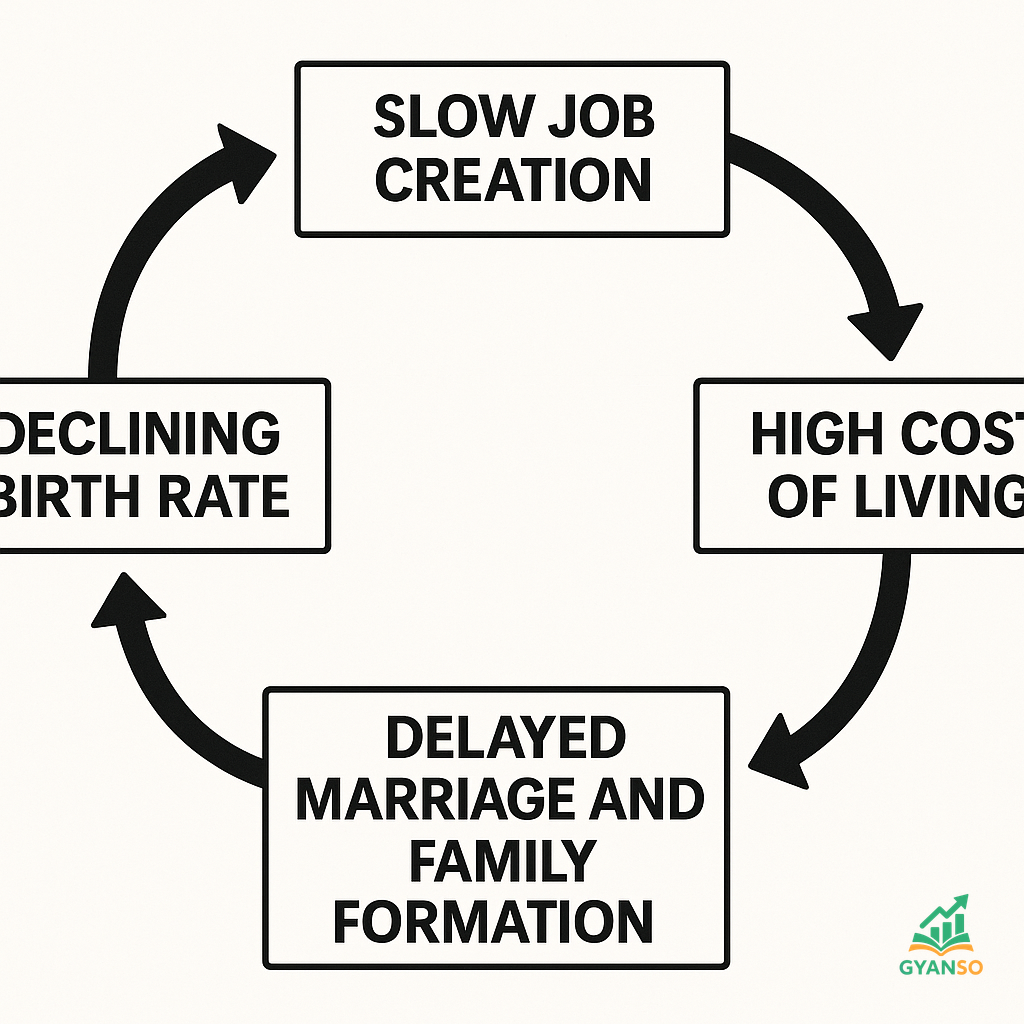 SLOW JOB
CREATION
HIGH COST
OF LIVING
DELAYED
MARRIAGE AND
FAMILY
FORMATION
DECLINING
BIRTH RATE
GYANSO